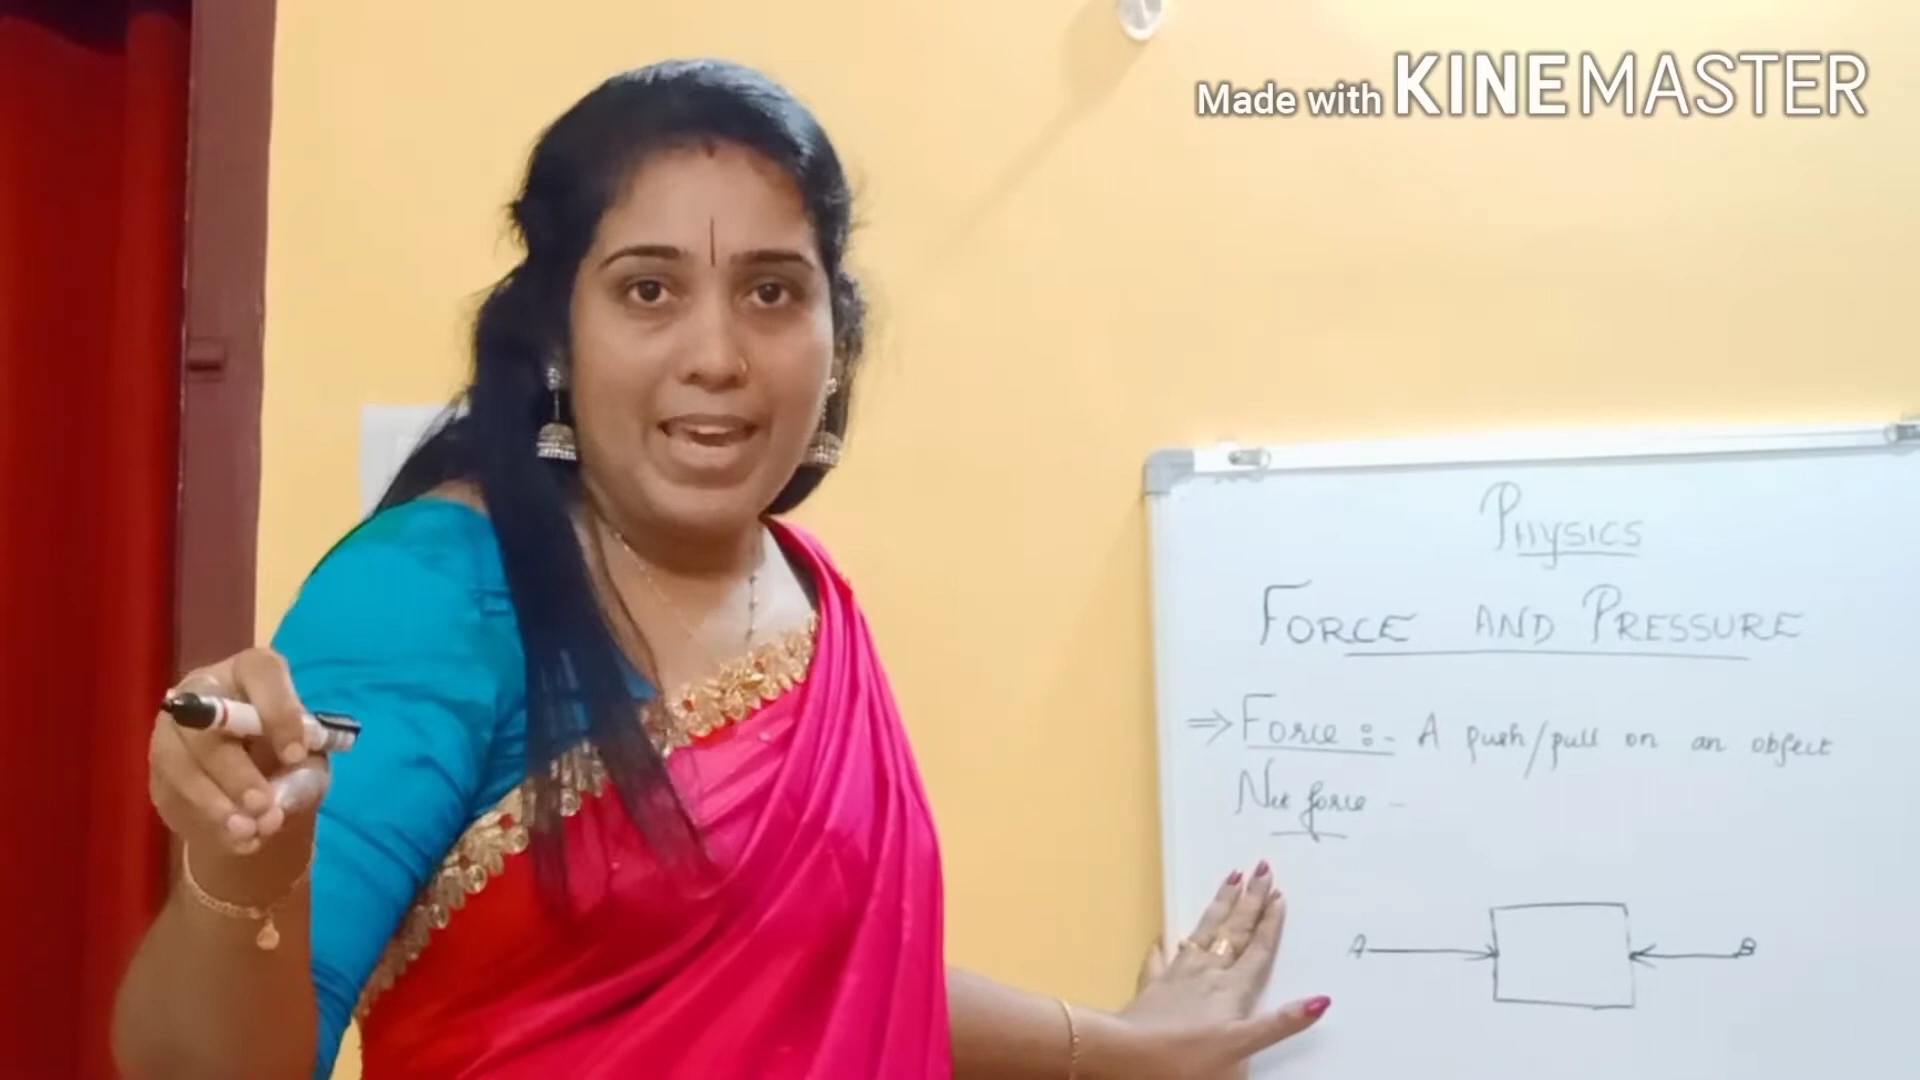 Made with KINEMASTER
PHYSICS
FORCE AND PRESSURE
⇒ Force :- A push/pull on an object
Net force -
A
B